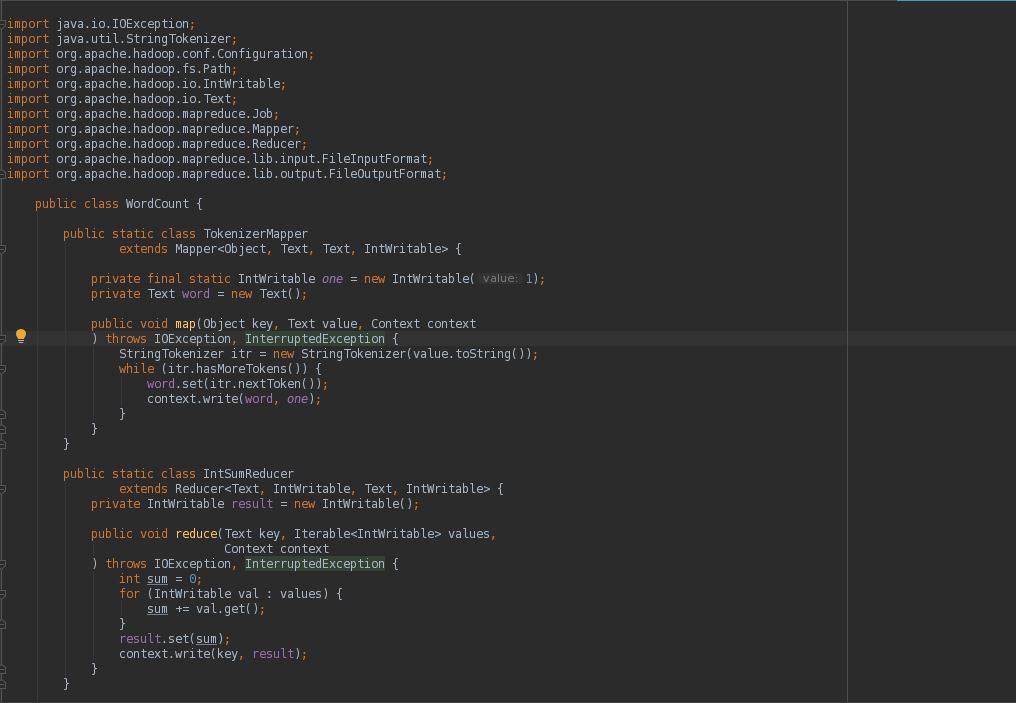 import java.io.IOException;
import java.util.StringTokenizer;
import org.apache.hadoop.conf.Configuration;
import org.apache.hadoop.fs.Path;
import org.apache.hadoop.io.IntWritable;
import org.apache.hadoop.io.Text;
import org.apache.hadoop.mapreduce.Job;
import org.apache.hadoop.mapreduce.Mapper;
import org.apache.hadoop.mapreduce.Reducer;
import org.apache.hadoop.mapreduce.lib.input.FileInputFormat;
import org.apache.hadoop.mapreduce.lib.output.FileOutputFormat;
public class WordCount {
public static class TokenizerMapper
extends Mapper<Object, Text, Text, IntWritable> {
private final static IntWritable one = new IntWritable( value: 1);
private Text word = new Text();
public void map(Object key, Text value, Context context
) throws IOException, InterruptedException {
StringTokenizer itr = new StringTokenizer(value.toString());
while (itr.hasMoreTokens()) {
word.set(itr.nextToken());
context.write(word, one);
}
}
}
public static class IntSumReducer
extends Reducer<Text, IntWritable, Text, IntWritable> {
private IntWritable result = new IntWritable();
public void reduce(Text key, Iterable<IntWritable> values,
Context context
) throws IOException, InterruptedException {
int sum = 0;
for (IntWritable val : values) {
sum += val.get();
}
result.set(sum);
context.write(key, result);
}
}